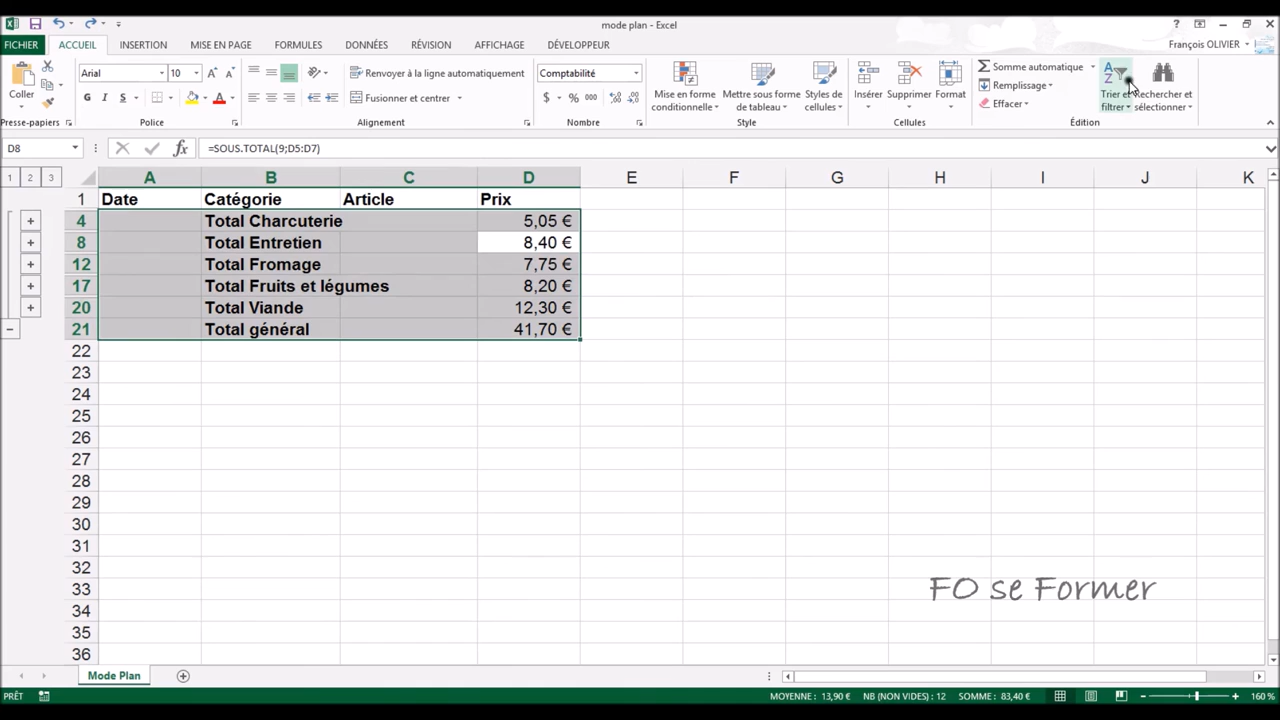 mode plan - Excel
FICHIER ACCUEIL INSERTION MISE EN PAGE FORMULES DONNÉES RÉVISION AFFICHAGE DÉVELOPPEUR François OLIVIER
Coller
Presse-papiers
Arial 10
G I S
Police
Renvoyer à la ligne automatiquement
Fusionner et centrer
Alignement
Comptabilité
$ % 000
Nombre
Mise en forme conditionnelle
Mettre sous forme de tableau
Styles de cellules
Style
Insérer Supprimer Format
Cellules
Somme automatique
Remplissage
Effacer
Trier et filtrer
Rechercher et sélectionner
Édition
D8 fx =SOUS.TOTAL(9;D5:D7)
1 2 3 A B C D E F G H I J K
1 Date Catégorie Article Prix
4 Total Charcuterie 5,05 €
8 Total Entretien 8,40 €
12 Total Fromage 7,75 €
17 Total Fruits et légumes 8,20 €
20 Total Viande 12,30 €
21 Total général 41,70 €
22
23
24
25
26
27
28
29
30
31
32
33
34
35
36
FO se Former
Mode Plan
PRÊT MOYENNE : 13,90 € NB (NON VIDES) : 12 SOMME : 83,40 € 160 %